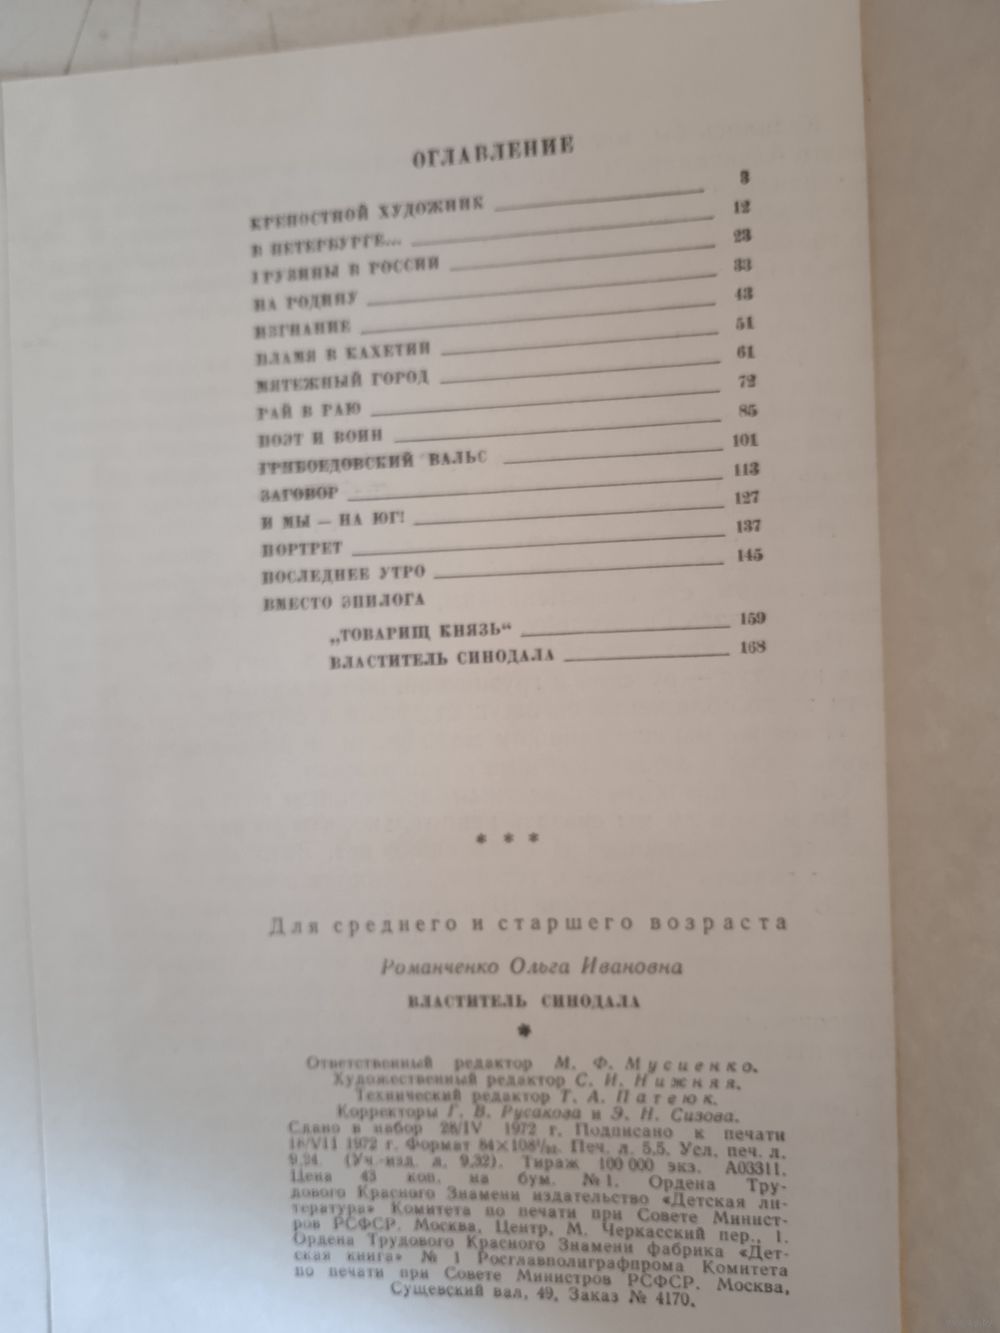 ОГЛАВЛЕНИЕ
КРЕПОСТНОЙ ХУДОЖНИК 3
В ПЕТЕРБУРГЕ... 12
ГРУЗИНЫ В РОССИИ 23
НА РОДИНУ 33
ИЗГНАНИЕ 43
ПЛАМЯ В КАХЕТИИ 51
МЯТЕЖНЫЙ ГОРОД 61
РАЙ В РАЮ 72
ПОЭТ И ВОИН 85
ГРИБОЕДОВСКИЙ ВАЛЬС 101
ЗАГОВОР 113
И МЫ — НА ЮГ! 127
ПОРТРЕТ 137
ПОСЛЕДНЕЕ УТРО 145
ВМЕСТО ЭПИЛОГА
„ТОВАРИЩ КНЯЗЬ“ 159
ВЛАСТИТЕЛЬ СИНОДАЛА 168
* * *
Для среднего и старшего возраста
Романченко Ольга Ивановна
ВЛАСТИТЕЛЬ СИНОДАЛА
*
Ответственный редактор М. Ф. Мусиенко.
Художественный редактор С. И. Нижняя.
Технический редактор Т. А. Патеюк.
Корректоры Г. В. Русакова и Э. Н. Сизова.
Сдано в набор 26/IV 1972 г. Подписано к печати
18/VII 1972 г. Формат 84×108¹/₃₂. Печ. л. 5,5. Усл. печ. л.
9,24. (Уч.-изд. л. 9,32). Тираж 100 000 экз. А03311.
Цена 43 коп. на бум. №1. Ордена Тру-
дового Красного Знамени издательство «Детская ли-
тература» Комитета по печати при Совете Минист-
ров РСФСР. Москва, Центр, М. Черкасский пер., 1.
Ордена Трудового Красного Знамени фабрика «Дет-
ская книга» № 1 Росглавполиграфпрома Комитета
по печати при Совете Министров РСФСР. Москва,
Сущевский вал, 49. Заказ № 4170.